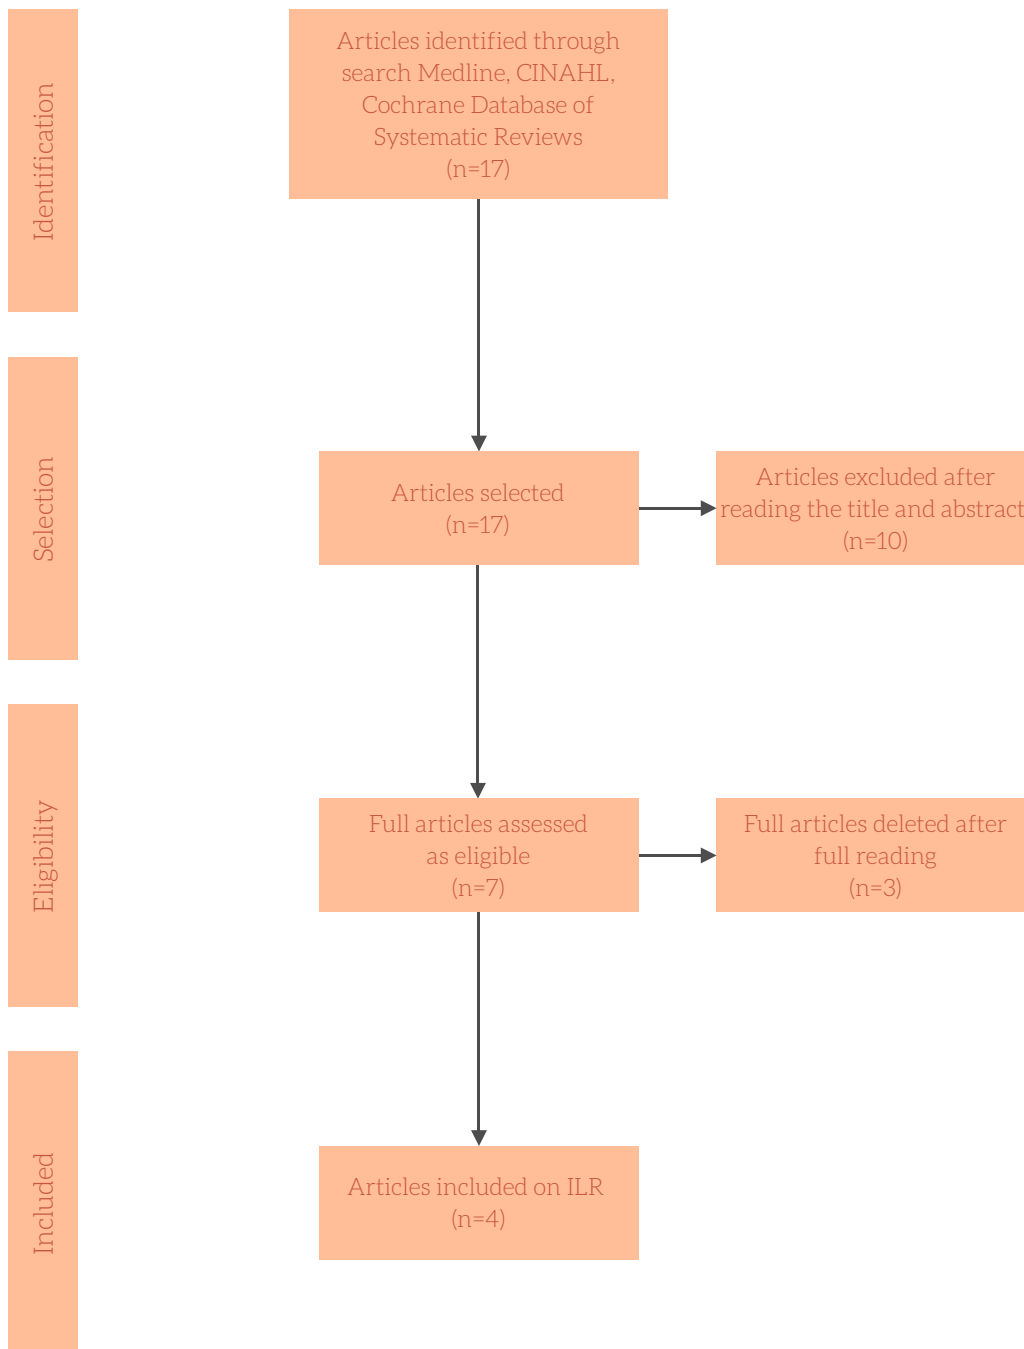 Identification
Articles identified through
search Medline, CINAHL,
Cochrane Database of
Systematic Reviews
(n=17)
Selection
Articles selected
(n=17)
Articles excluded after
reading the title and abstract
(n=10)
Eligibility
Full articles assessed
as eligible
(n=7)
Full articles deleted after
full reading
(n=3)
Included
Articles included on ILR
(n=4)